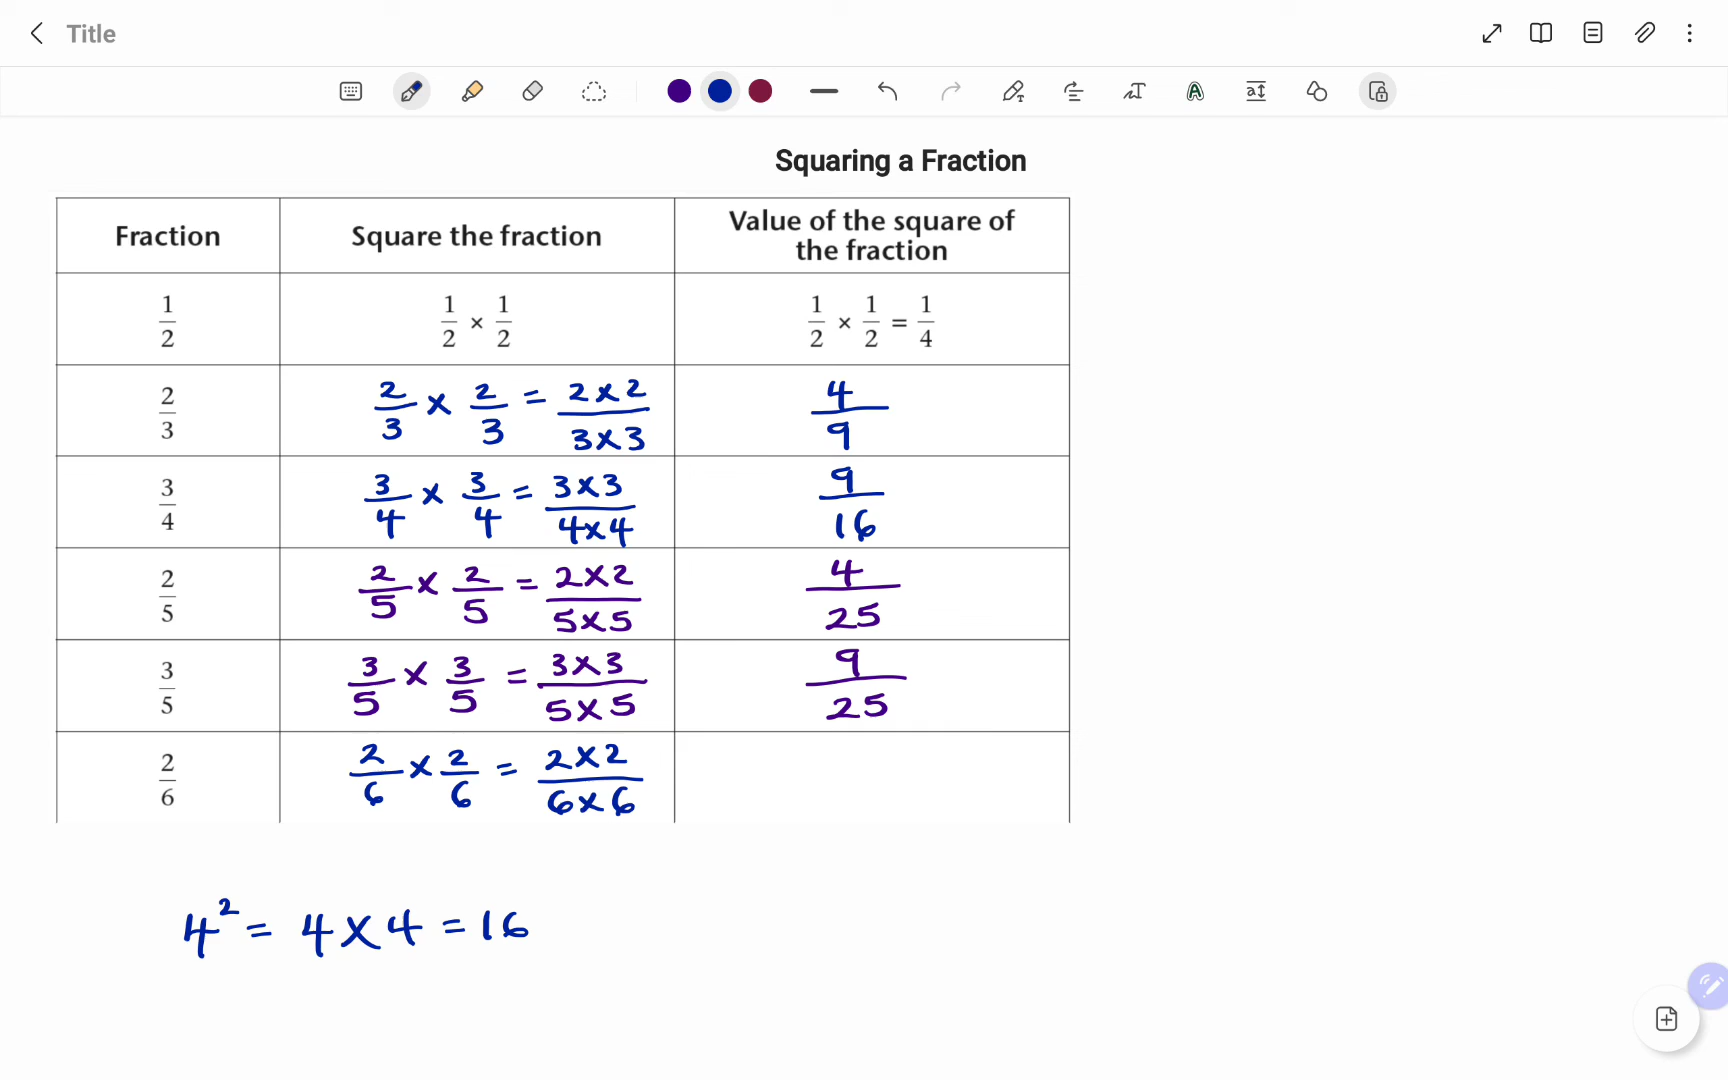 Title
Squaring a Fraction
Fraction
Square the fraction
Value of the square of
the fraction
1/2
1/2 × 1/2
1/2 × 1/2 = 1/4
2/3
2/3 × 2/3 = 2×2/3×3
4/9
3/4
3/4 × 3/4 = 3×3/4×4
9/16
2/5
2/5 × 2/5 = 2×2/5×5
4/25
3/5
3/5 × 3/5 = 3×3/5×5
9/25
2/6
2/6 × 2/6 = 2×2/6×6
4² = 4 × 4 = 16